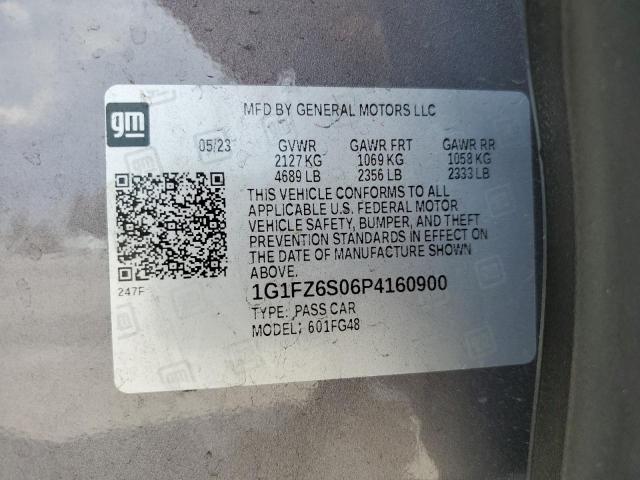 gm
MFD BY GENERAL MOTORS LLC
05/23 GVWR GAWR FRT GAWR RR
2127 KG 1069 KG 1058 KG
4689 LB 2356 LB 2333 LB
THIS VEHICLE CONFORMS TO ALL
APPLICABLE U.S. FEDERAL MOTOR
VEHICLE SAFETY, BUMPER, AND THEFT
PREVENTION STANDARDS IN EFFECT ON
THE DATE OF MANUFACTURE SHOWN
ABOVE.
247F
1G1FZ6S06P4160900
TYPE: PASS CAR
MODEL: 601FG48